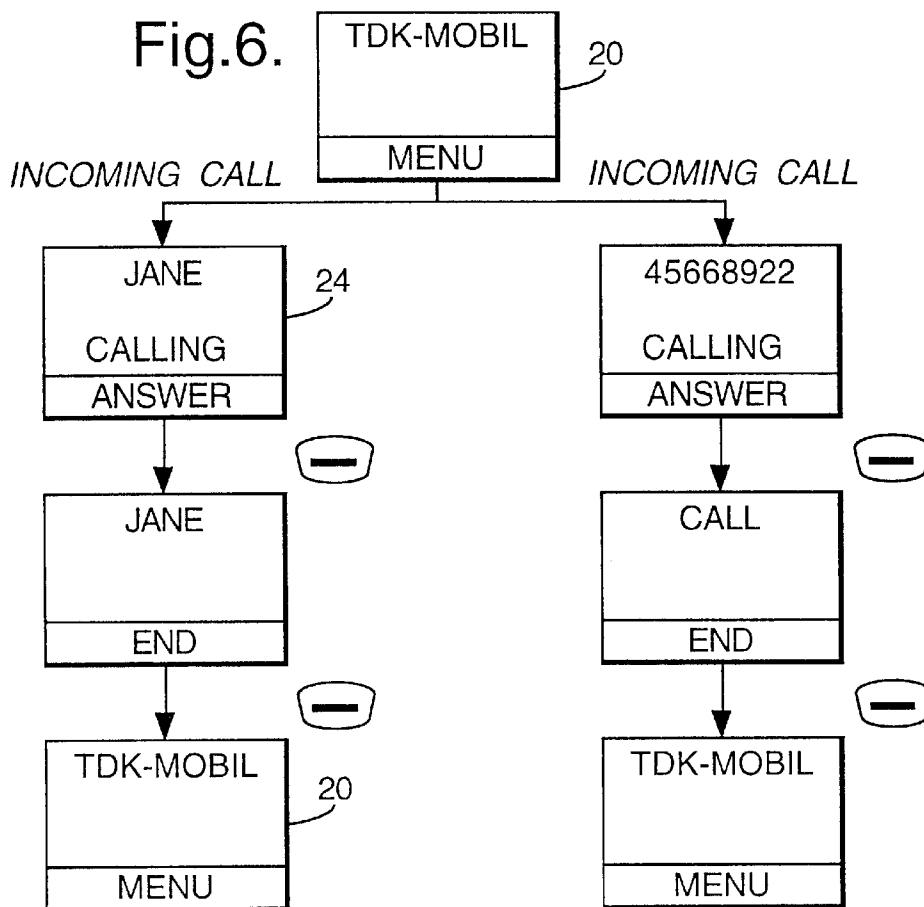 Fig.6.
TDK-MOBIL
20
MENU
INCOMING CALL
INCOMING CALL
JANE
24
CALLING
ANSWER
45668922
CALLING
ANSWER
JANE
END
CALL
END
TDK-MOBIL
20
MENU
TDK-MOBIL
MENU